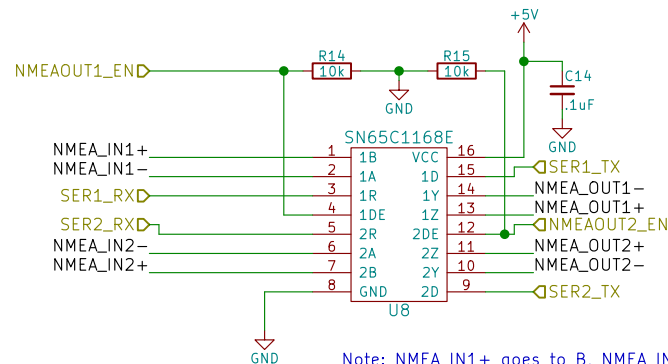 +5V
NMEAOUT1_EN
R14
10k
R15
10k
C14
.1uF
GND
GND
SN65C1168E
NMEA_IN1+ 1 1B VCC 16
NMEA_IN1- 2 1A 1D 15 SER1_TX
SER1_RX 3 1R 1Y 14 NMEA_OUT1-
4 1DE 1Z 13 NMEA_OUT1+
SER2_RX 5 2R 2DE 12 NMEAOUT2_EN
NMEA_IN2- 6 2A 2Z 11 NMEA_OUT2+
NMEA_IN2+ 7 2B 2Y 10 NMEA_OUT2-
8 GND 2D 9 SER2_TX
U8
GND
Note: NMEA_IN1+ goes to B, NMEA_IN